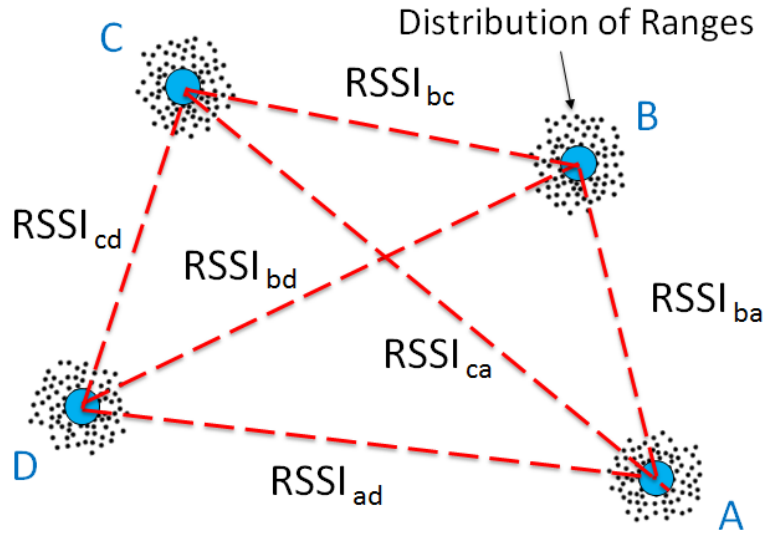 C
Distribution of Ranges
RSSI bc
B
RSSI cd
RSSI bd
RSSI ba
RSSI ca
D
RSSI ad
A